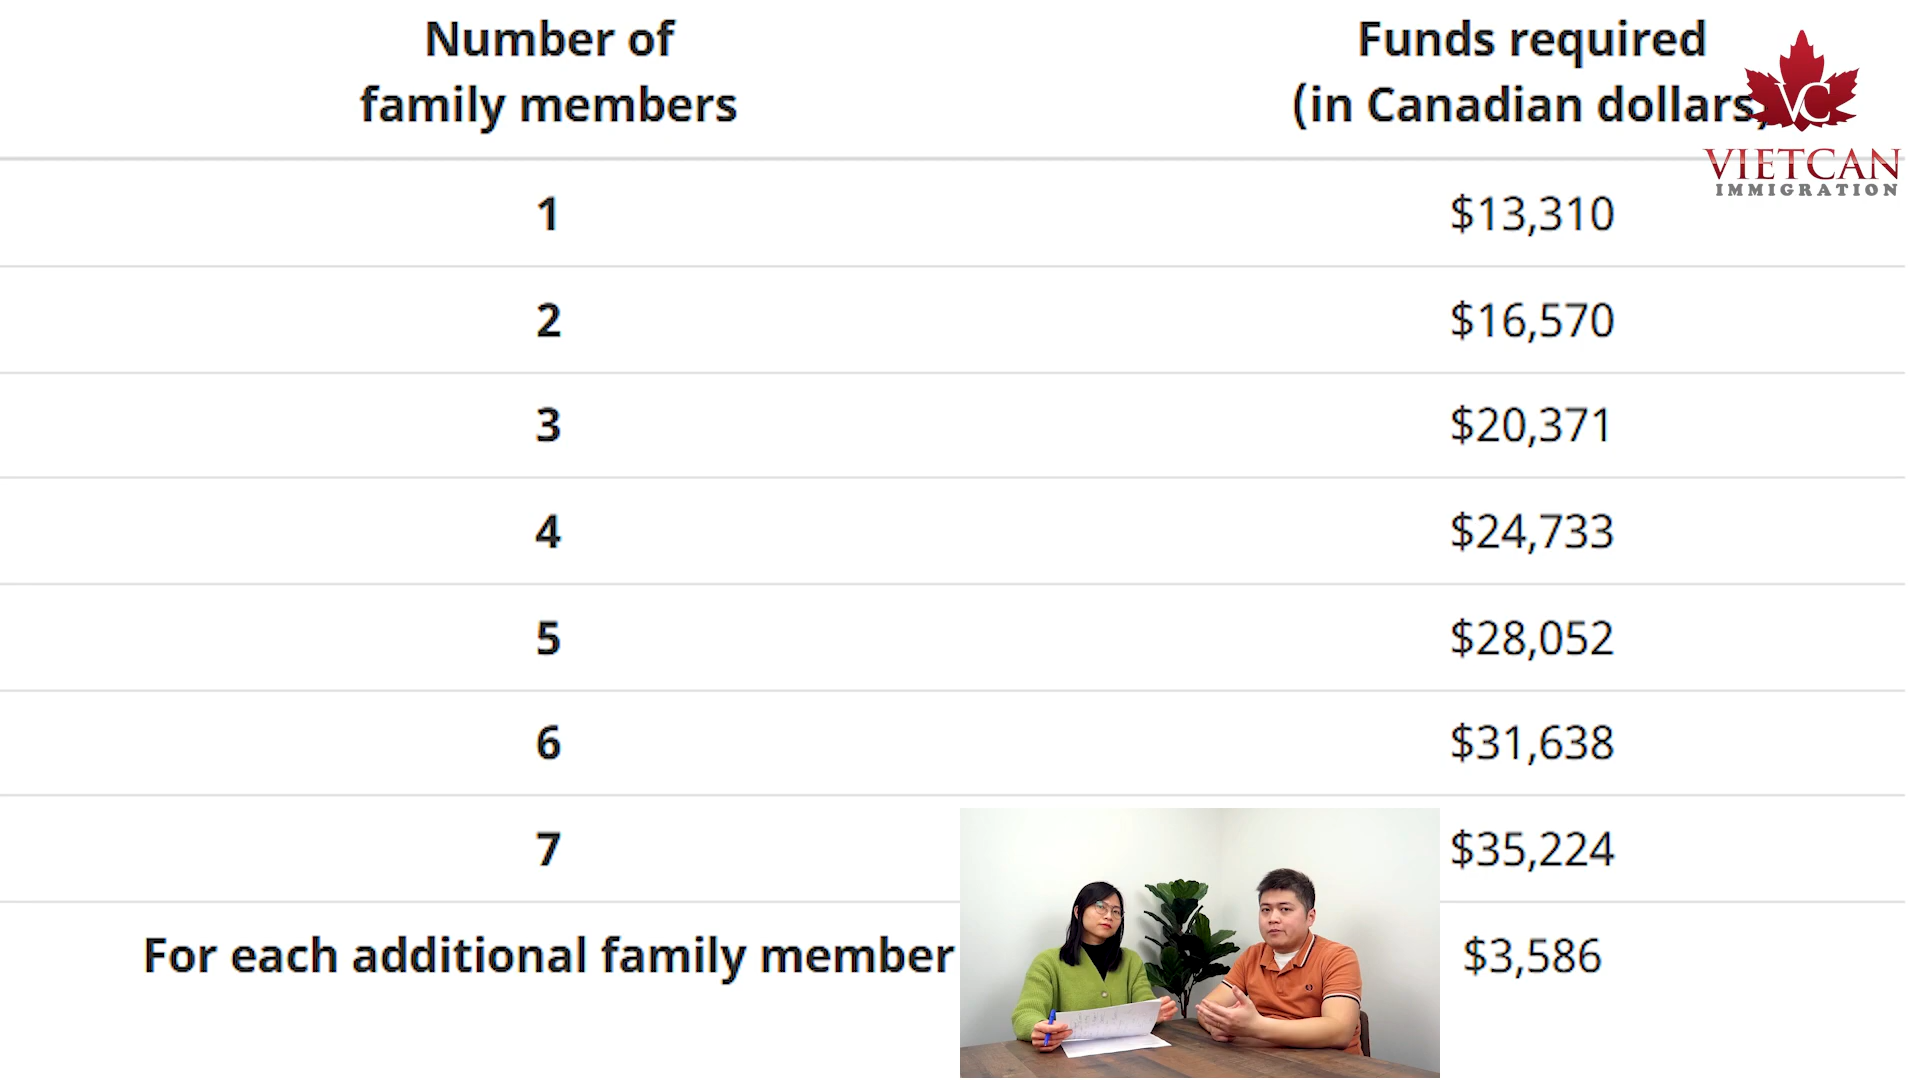 Number of
family members
Funds required
(in Canadian dollars)
VC
VIETCAN
IMMIGRATION
1 $13,310
2 $16,570
3 $20,371
4 $24,733
5 $28,052
6 $31,638
7 $35,224
For each additional family member $3,586